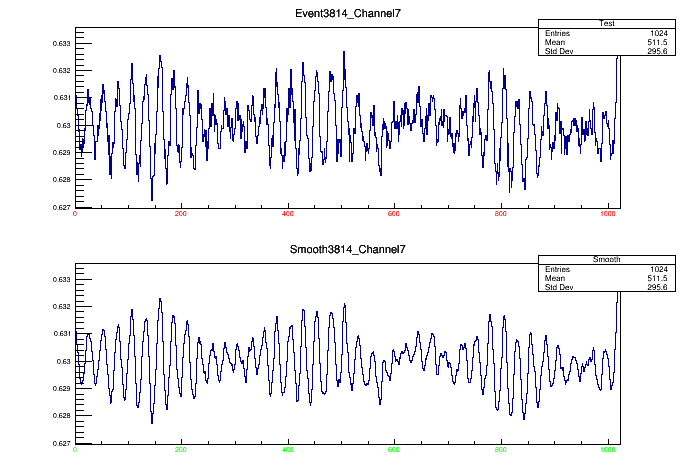 Event3814_Channel7
Test
Entries 1024
Mean 511.5
Std Dev 295.6
0.633
0.632
0.631
0.63
0.629
0.628
0.627
0 200 400 600 800 1000
Smooth3814_Channel7
Smooth
Entries 1024
Mean 511.5
Std Dev 295.6
0.633
0.632
0.631
0.63
0.629
0.628
0.627
0 200 400 600 800 1000